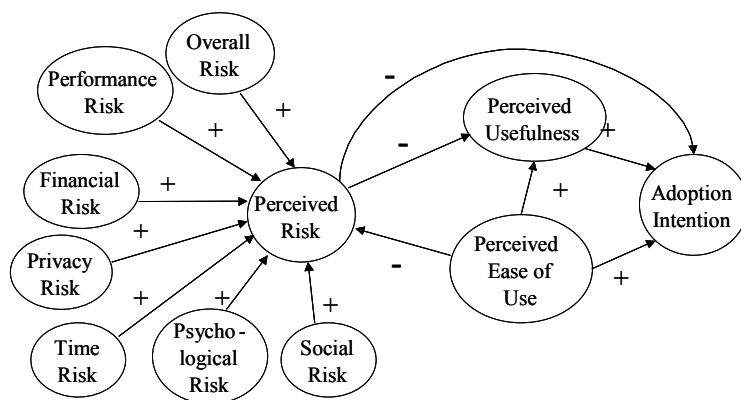 Overall
Risk
Performance
Risk
Financial
Risk
Privacy
Risk
Time
Risk
Psycho -
logical
Risk
Social
Risk
Perceived
Risk
Perceived
Usefulness
Perceived
Ease of
Use
Adoption
Intention
+
+
+
+
+
+
+
-
-
-
+
+
+